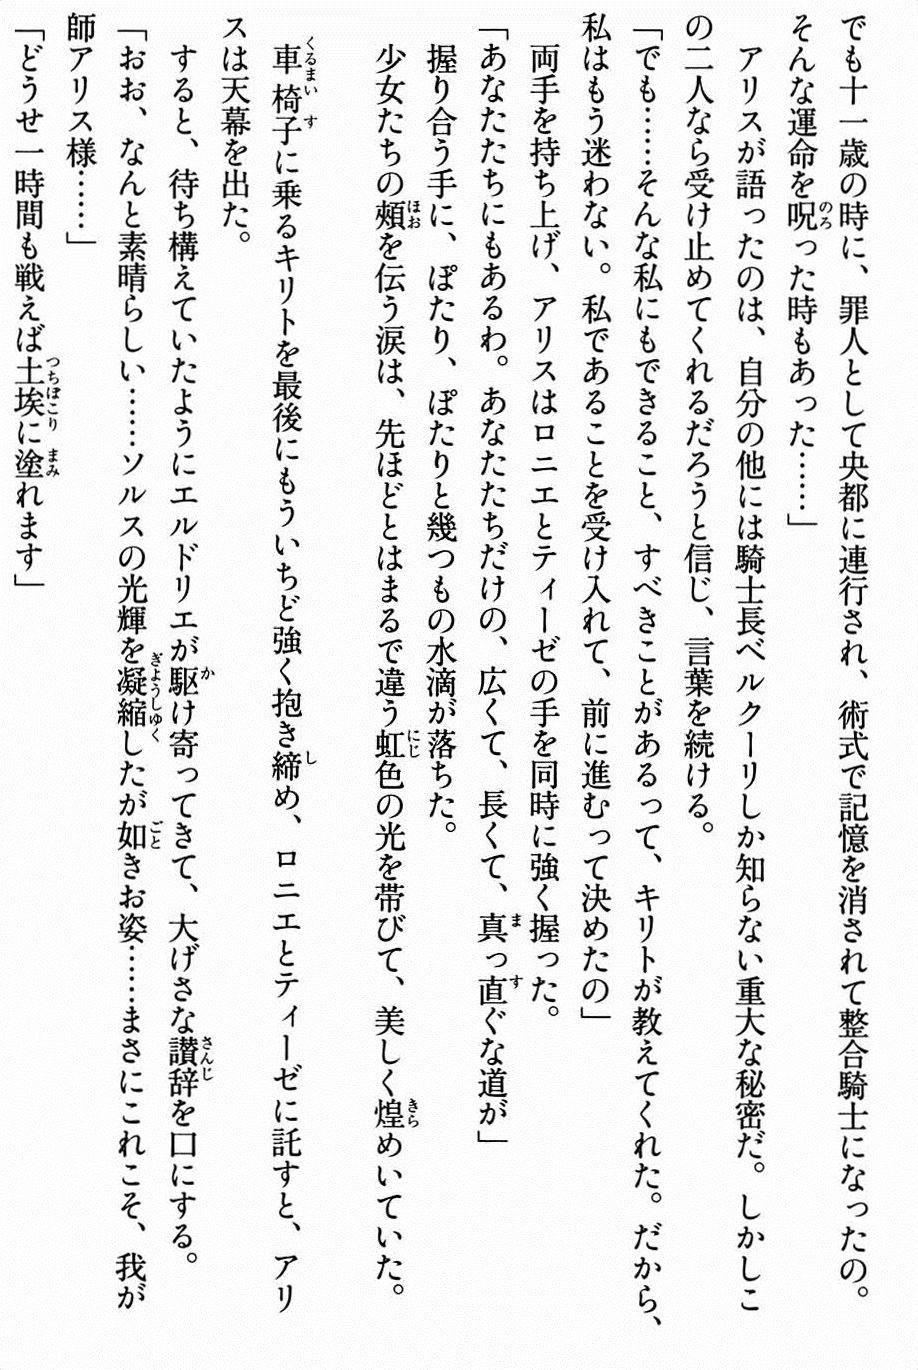 でも十一歳の時に、罪人として央都に連行され、術式で記憶を消されて整合騎士になったの。
そんな運命を呪った時もあった……」
　アリスが語ったのは、自分の他には騎士長ベルクーリしか知らない重大な秘密だ。しかしこ
の二人なら受け止めてくれるだろうと信じ、言葉を続ける。
「でも……そんな私にもできること、すべきことがあるって、キリトが教えてくれた。だから、
私はもう迷わない。私であることを受け入れて、前に進むって決めたの」
　両手を持ち上げ、アリスはロニエとティーゼの手を同時に強く握った。
「あなたたちにもあるわ。あなたたちだけの、広くて、長くて、真っ直ぐな道が」
　握り合う手に、ぽたり、ぽたりと幾つもの水滴が落ちた。
　少女たちの頰を伝う涙は、先ほどとはまるで違う虹色の光を帯びて、美しく煌めいていた。
　車椅子に乗るキリトを最後にもういちど強く抱き締め、ロニエとティーゼに託すと、アリ
スは天幕を出た。
　すると、待ち構えていたようにエルドリエが駆け寄ってきて、大げさな讃辞を口にする。
「おお、なんと素晴らしい……ソルスの光輝を凝縮したが如きお姿……まさにこれこそ、我が
師アリス様……」
「どうせ一時間も戦えば土埃に塗れます」